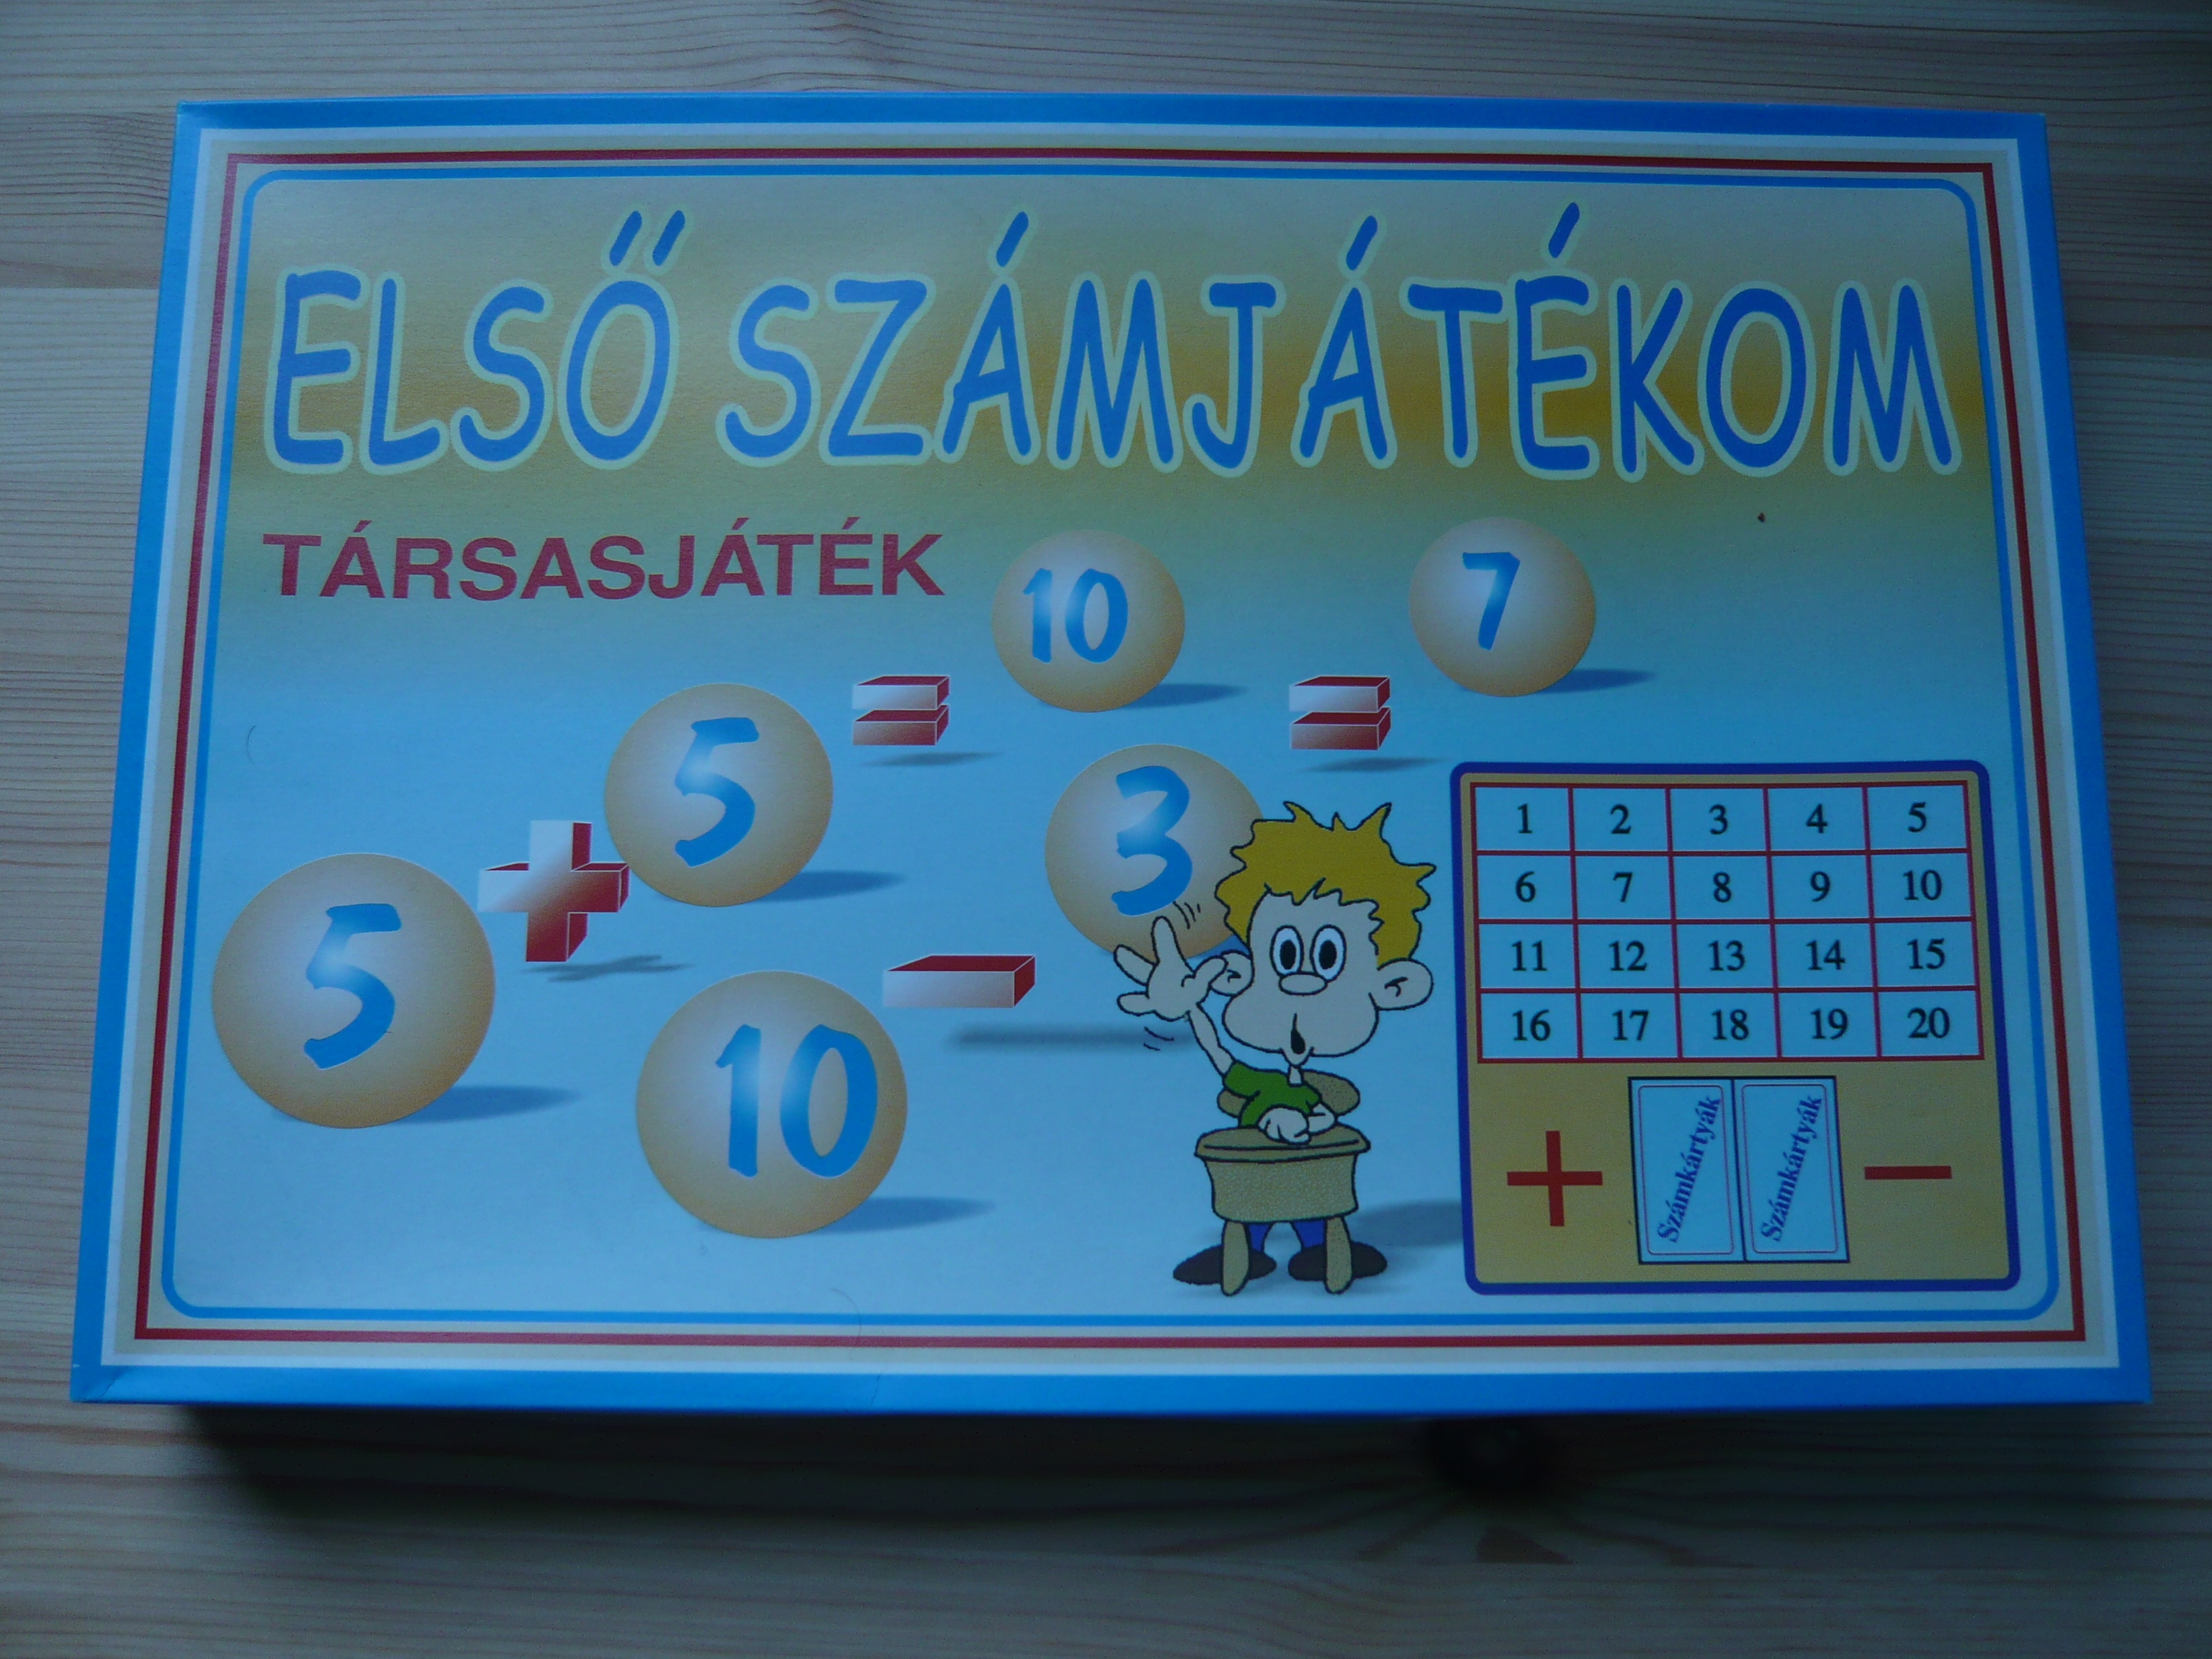 ELSŐ SZÁMJÁTÉKOM
TÁRSASJÁTÉK
5 + 5 = 10
10 - 3 = 7
1 2 3 4 5
6 7 8 9 10
11 12 13 14 15
16 17 18 19 20
+ Számkártyák Számkártyák -